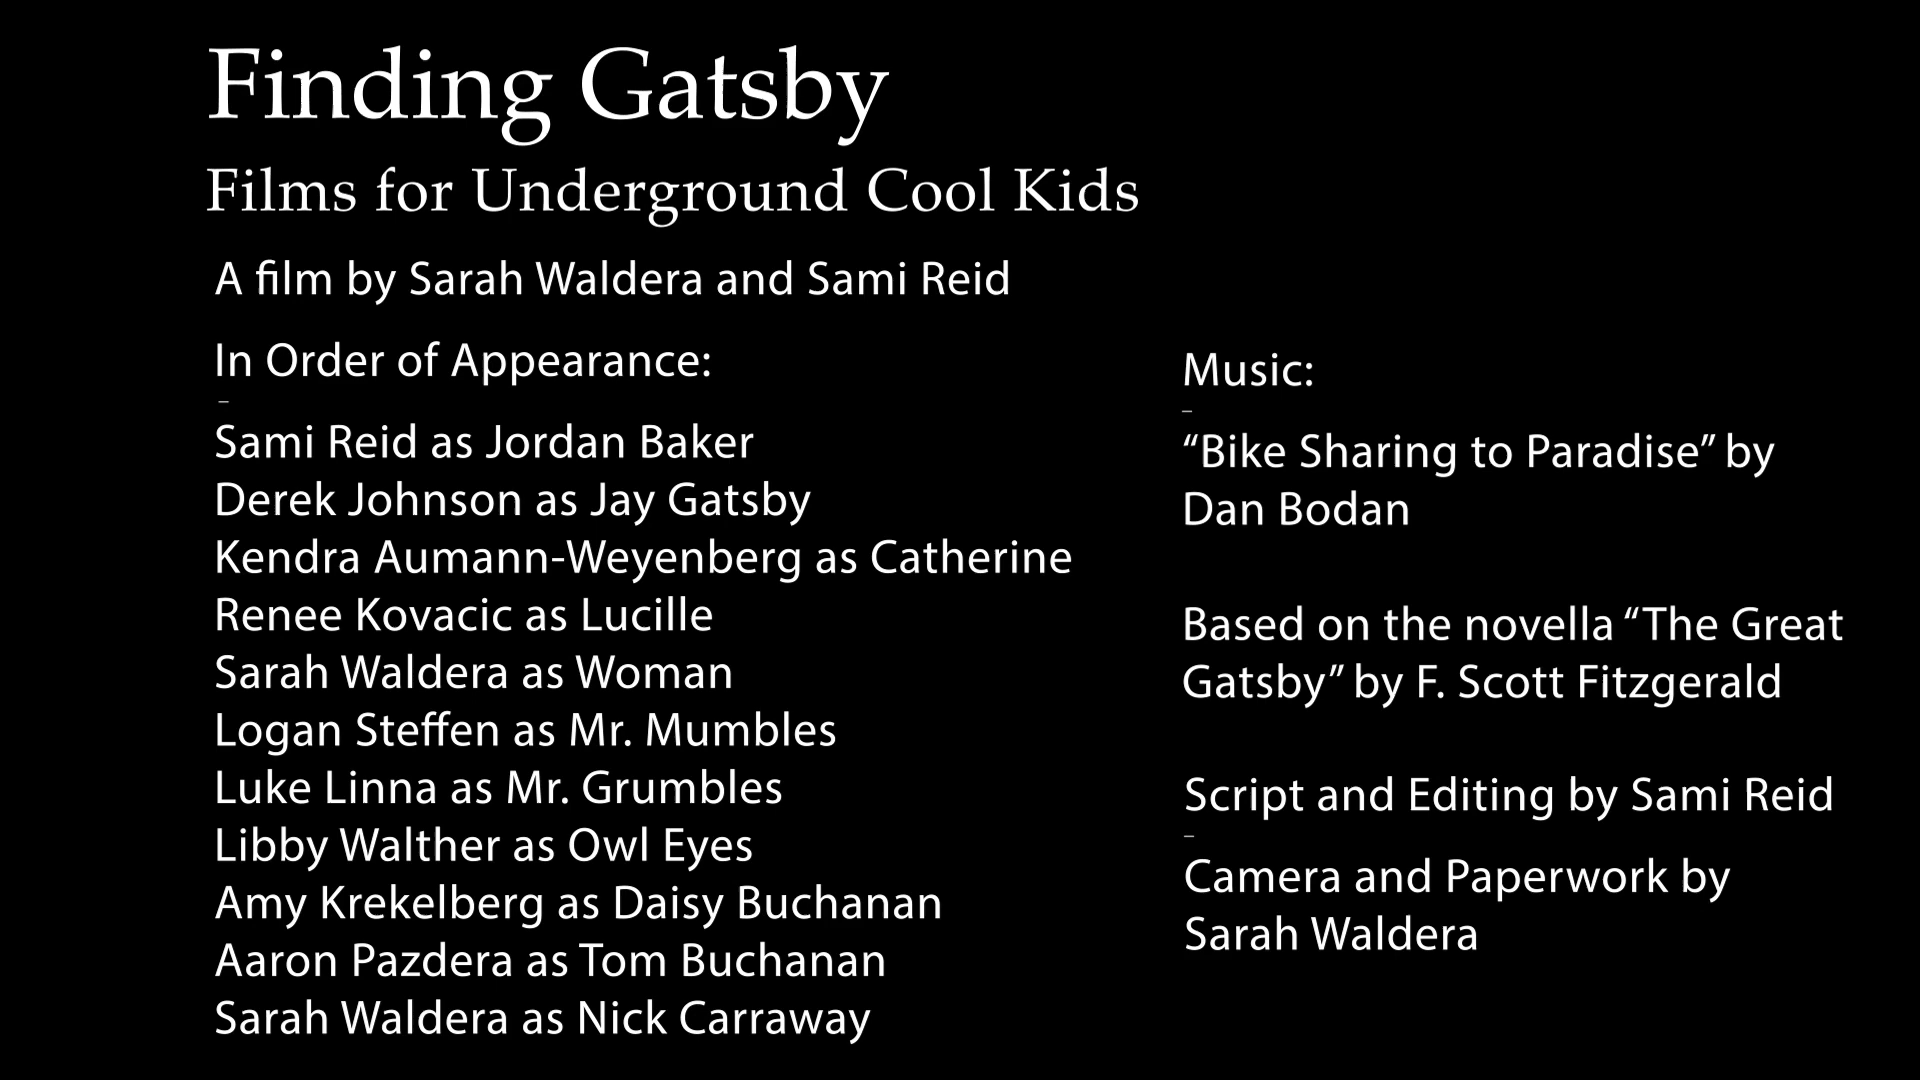 Finding Gatsby
Films for Underground Cool Kids
A film by Sarah Waldera and Sami Reid
In Order of Appearance:
–
Sami Reid as Jordan Baker
Derek Johnson as Jay Gatsby
Kendra Aumann-Weyenberg as Catherine
Renee Kovacic as Lucille
Sarah Waldera as Woman
Logan Steffen as Mr. Mumbles
Luke Linna as Mr. Grumbles
Libby Walther as Owl Eyes
Amy Krekelberg as Daisy Buchanan
Aaron Pazdera as Tom Buchanan
Sarah Waldera as Nick Carraway
Music:
–
“Bike Sharing to Paradise” by
Dan Bodan
Based on the novella “The Great
Gatsby” by F. Scott Fitzgerald
Script and Editing by Sami Reid
–
Camera and Paperwork by
Sarah Waldera